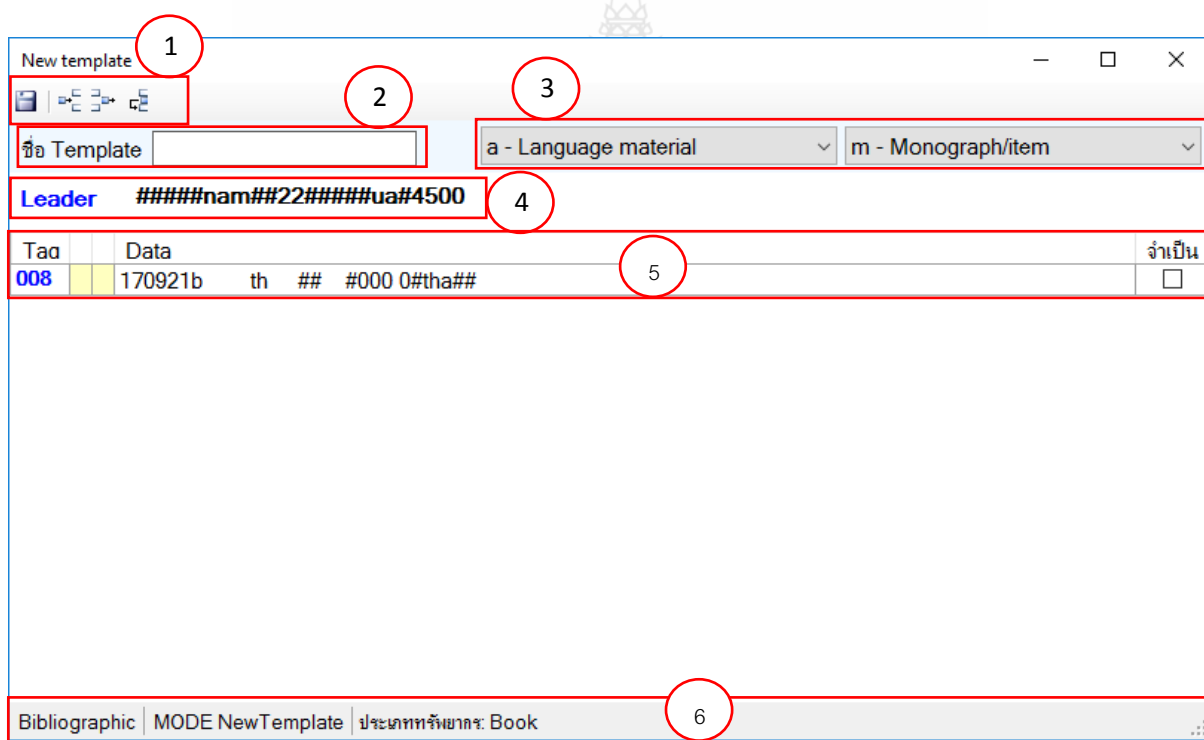 1
New template
2
3
ชื่อ Template
a - Language material
m - Monograph/item
Leader #####nam##22#####ua#4500
4
Tag Data จำเป็น
008 170921b th ## #000 0#tha##
5
6
Bibliographic MODE NewTemplate ประเภททรัพยากร: Book